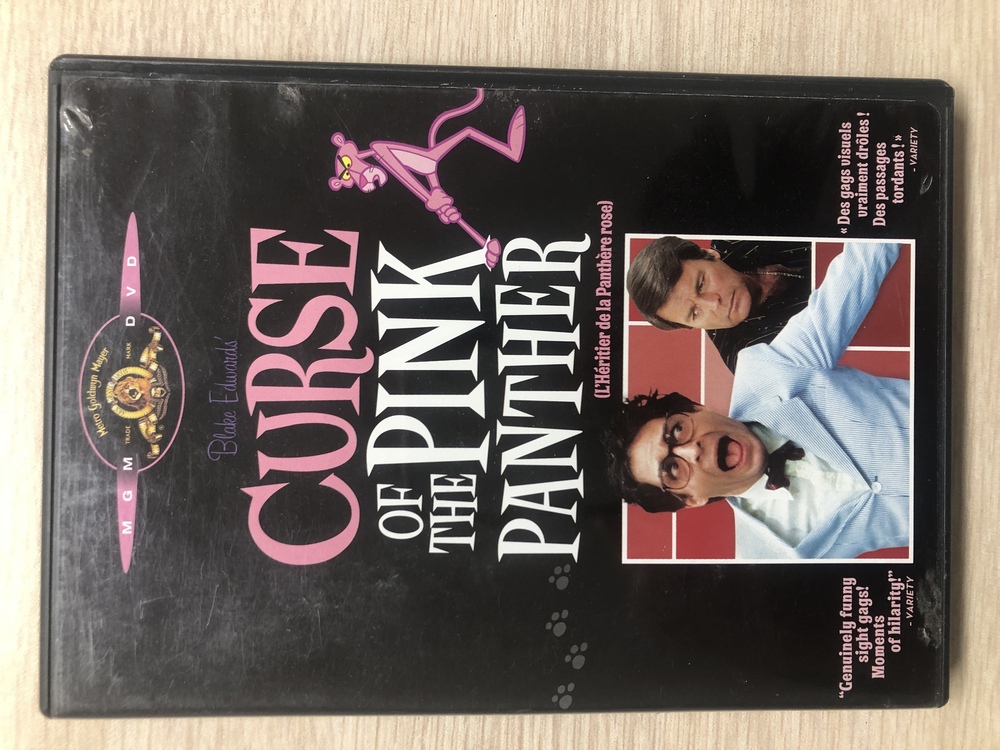 Metro Goldwyn Mayer
MGM TRADE MARK DVD
Blake Edwards'
CURSE
OF
THE PINK
PANTHER
(L'Héritier de la Panthère rose)
“Genuinely funny
sight gags!
Moments
of hilarity!”
- VARIETY
« Des gags visuels
vraiment drôles !
Des passages
tordants ! »
- VARIETY